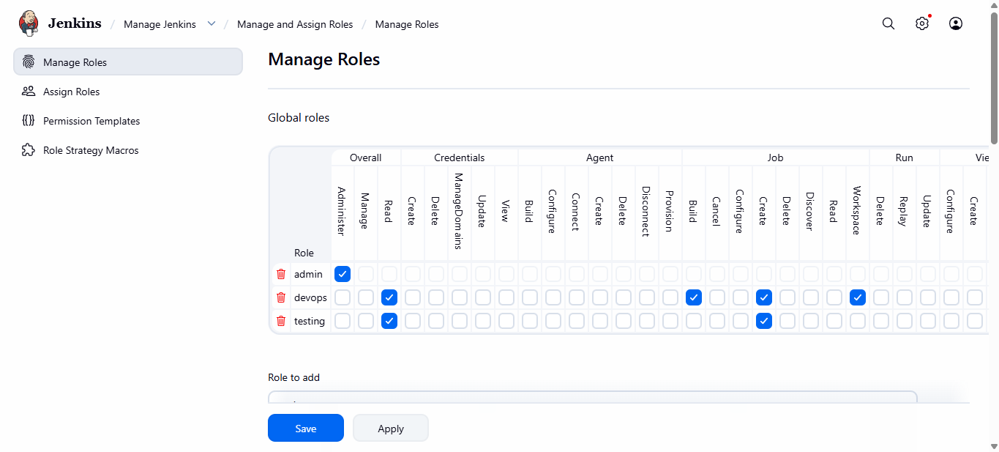 Jenkins / Manage Jenkins / Manage and Assign Roles / Manage Roles
Manage Roles
Assign Roles
Permission Templates
Role Strategy Macros
Manage Roles
Global roles
Role
Overall Credentials Agent Job Run Vie
Administer Manage Read Create Delete ManageDomains Update View Build Configure Connect Create Delete Disconnect Provision Build Cancel Configure Create Delete Discover Read Workspace Delete Replay Update Configure Create
admin
devops
testing
Role to add
Save Apply